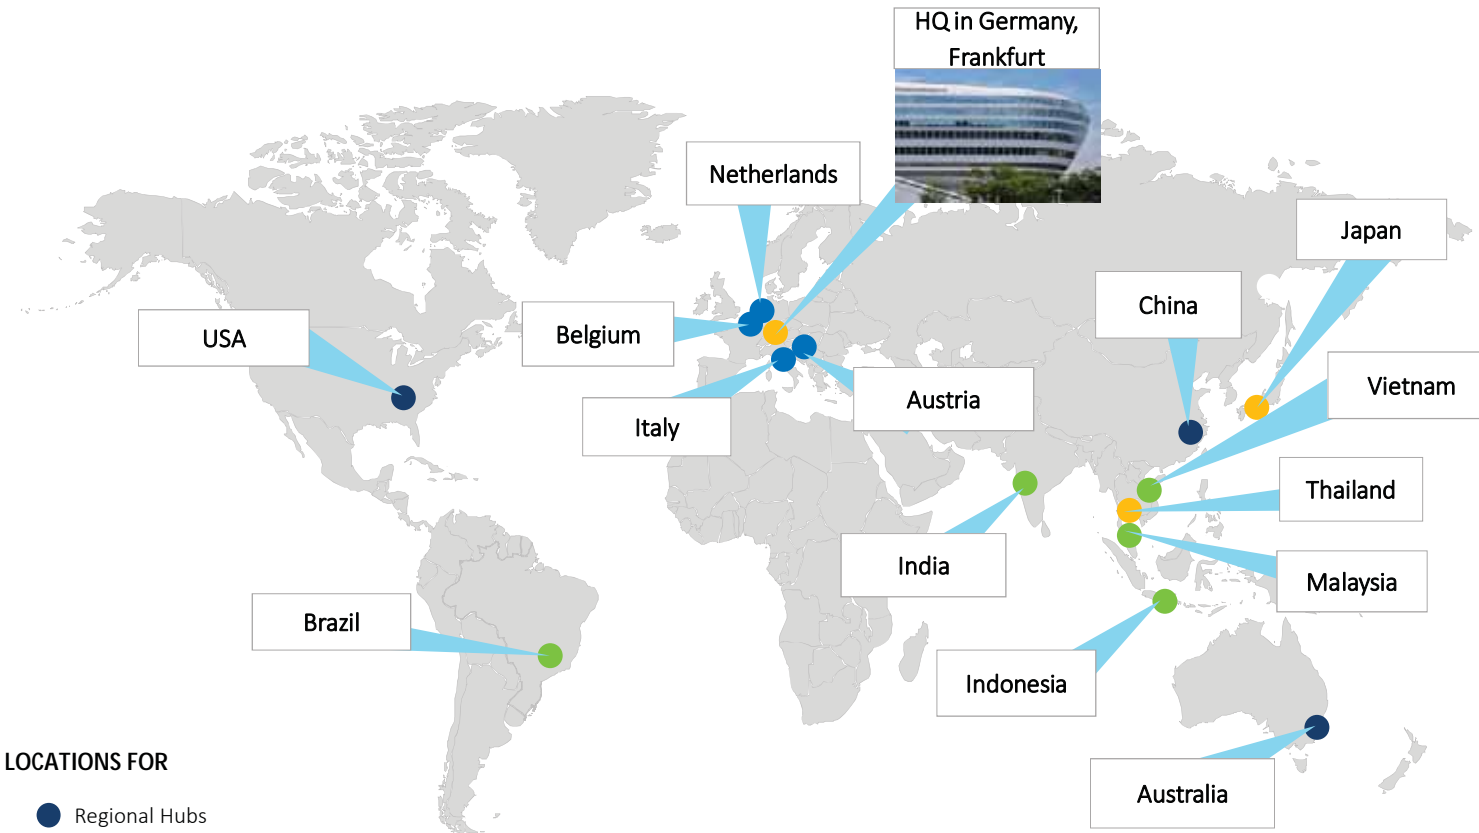 HQ in Germany,
Frankfurt
Netherlands
Japan
China
USA
Belgium
Vietnam
Austria
Italy
Thailand
India
Malaysia
Brazil
Indonesia
LOCATIONS FOR
Australia
Regional Hubs